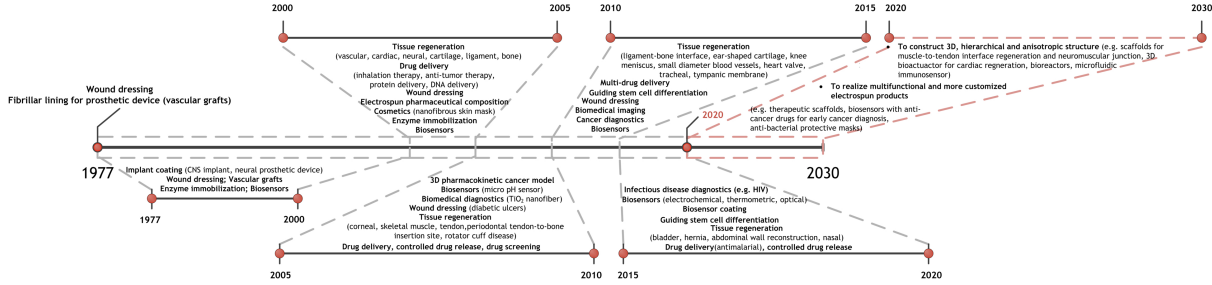 2000
2005
Tissue regeneration
(vascular, cardiac, neural, cartilage, ligament, bone)
Drug delivery
(inhalation therapy, anti-tumor therapy,
protein delivery, DNA delivery)
Wound dressing
Electrospun pharmaceutical composition
Cosmetics (nanofibrous skin mask)
Enzyme immobilization
Biosensors
2010
2015
Tissue regeneration
(ligament-bone interface, ear-shaped cartilage, knee
meniscus, small diameter blood vessels, heart valve,
tracheal, tympanic membrane)
Multi-drug delivery
Guiding stem cell differentiation
Wound dressing
Biomedical imaging
Cancer diagnostics
Biosensors
2020
2030
• To construct 3D, hierarchical and anisotropic structure (e.g. scaffolds for
muscle-to-tendon interface regeneration and neuromuscular junction, 3D
bioactuator for cardiac regeneration, bioreactors, microfluidic
immunosensor)
• To realize multifunctional and more customized
electrospun products
(e.g. therapeutic scaffolds, biosensors with anti-
cancer drugs for early cancer diagnosis,
anti-bacterial protective masks)
Wound dressing
Fibrillar lining for prosthetic device (vascular grafts)
2020
1977
2030
Implant coating (CNS implant, neural prosthetic device)
Wound dressing; Vascular grafts
Enzyme immobilization; Biosensors
1977
2000
3D pharmacokinetic cancer model
Biosensors (micro pH sensor)
Biomedical diagnostics (TiO₂ nanofiber)
Wound dressing (diabetic ulcers)
Tissue regeneration
(corneal, skeletal muscle, tendon,periodontal tendon-to-bone
insertion site, rotator cuff disease)
Drug delivery, controlled drug release, drug screening
2005
2010
Infectious disease diagnostics (e.g. HIV)
Biosensors (electrochemical, thermometric, optical)
Biosensor coating
Guiding stem cell differentiation
Tissue regeneration
(bladder, hernia, abdominal wall reconstruction, nasal)
Drug delivery(antimalarial), controlled drug release
2015
2020